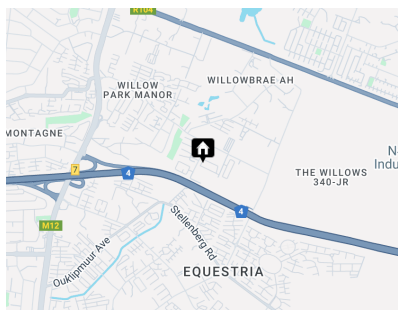 R104
WILLOWBRAE AH
WILLOW
PARK MANOR
MONTAGNE
7
4
THE WILLOWS
340-JR
Indu
4
Stellenberg Rd
M12
Ouklipmuur Ave
EQUESTRIA